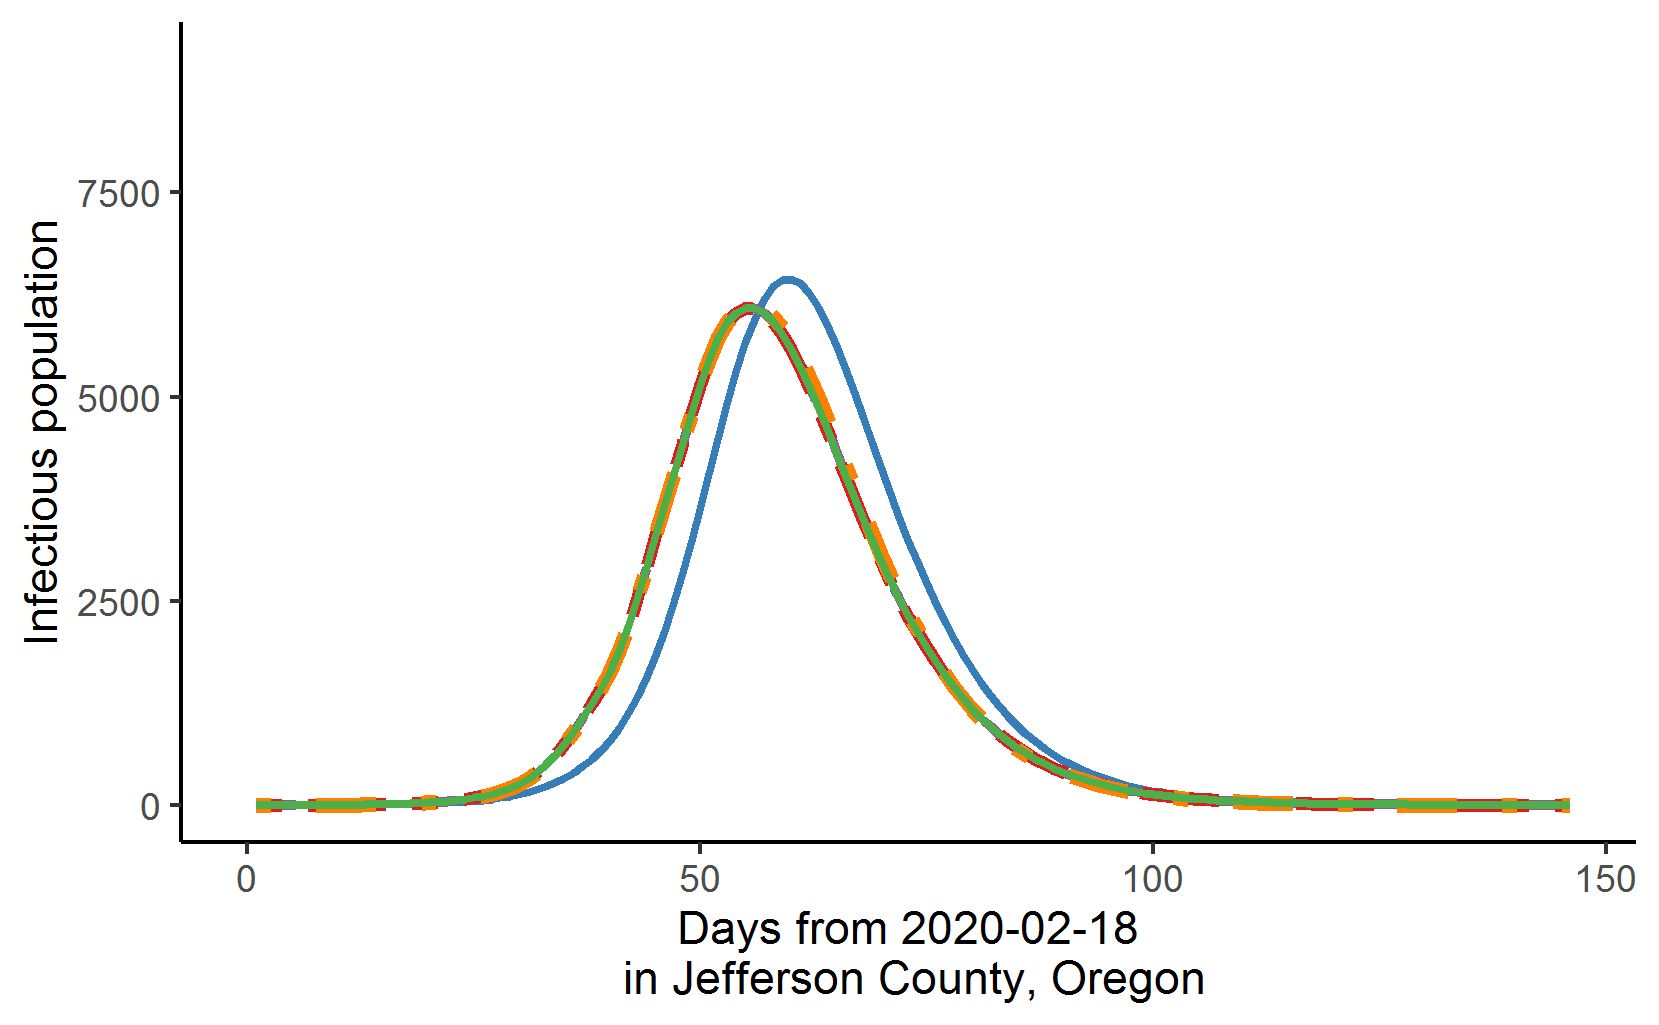 Infectious population
7500
5000
2500
0
0 50 100 150
Days from 2020-02-18
in Jefferson County, Oregon